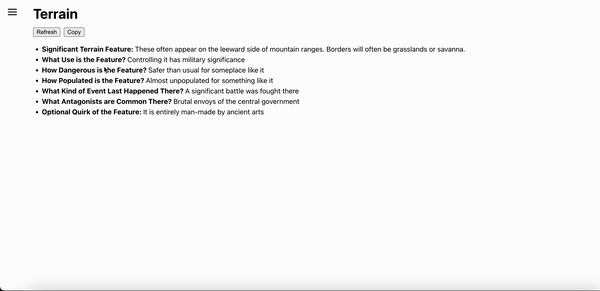 Terrain
Refresh Copy
Significant Terrain Feature: These often appear on the leeward side of mountain ranges. Borders will often be grasslands or savanna.
What Use is the Feature? Controlling it has military significance
How Dangerous is the Feature? Safer than usual for someplace like it
How Populated is the Feature? Almost unpopulated for something like it
What Kind of Event Last Happened There? A significant battle was fought there
What Antagonists are Common There? Brutal envoys of the central government
Optional Quirk of the Feature: It is entirely man-made by ancient arts